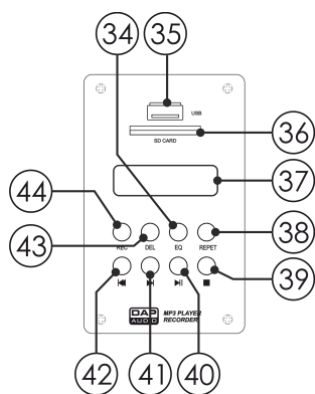 34
35
USB
36
SD CARD
37
44
43
REC
DEL
EQ
REPET
38
39
DAP
AUDIO
MP3 PLAYER
RECORDER
42
41
40